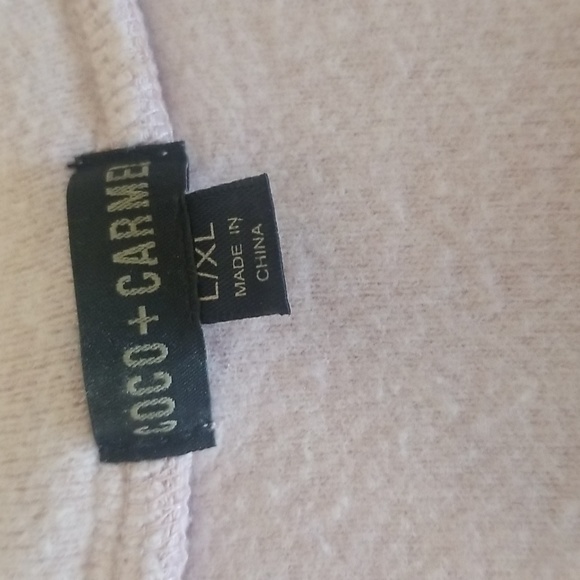 COCO + CARME
L/XL
MADE IN
CHINA